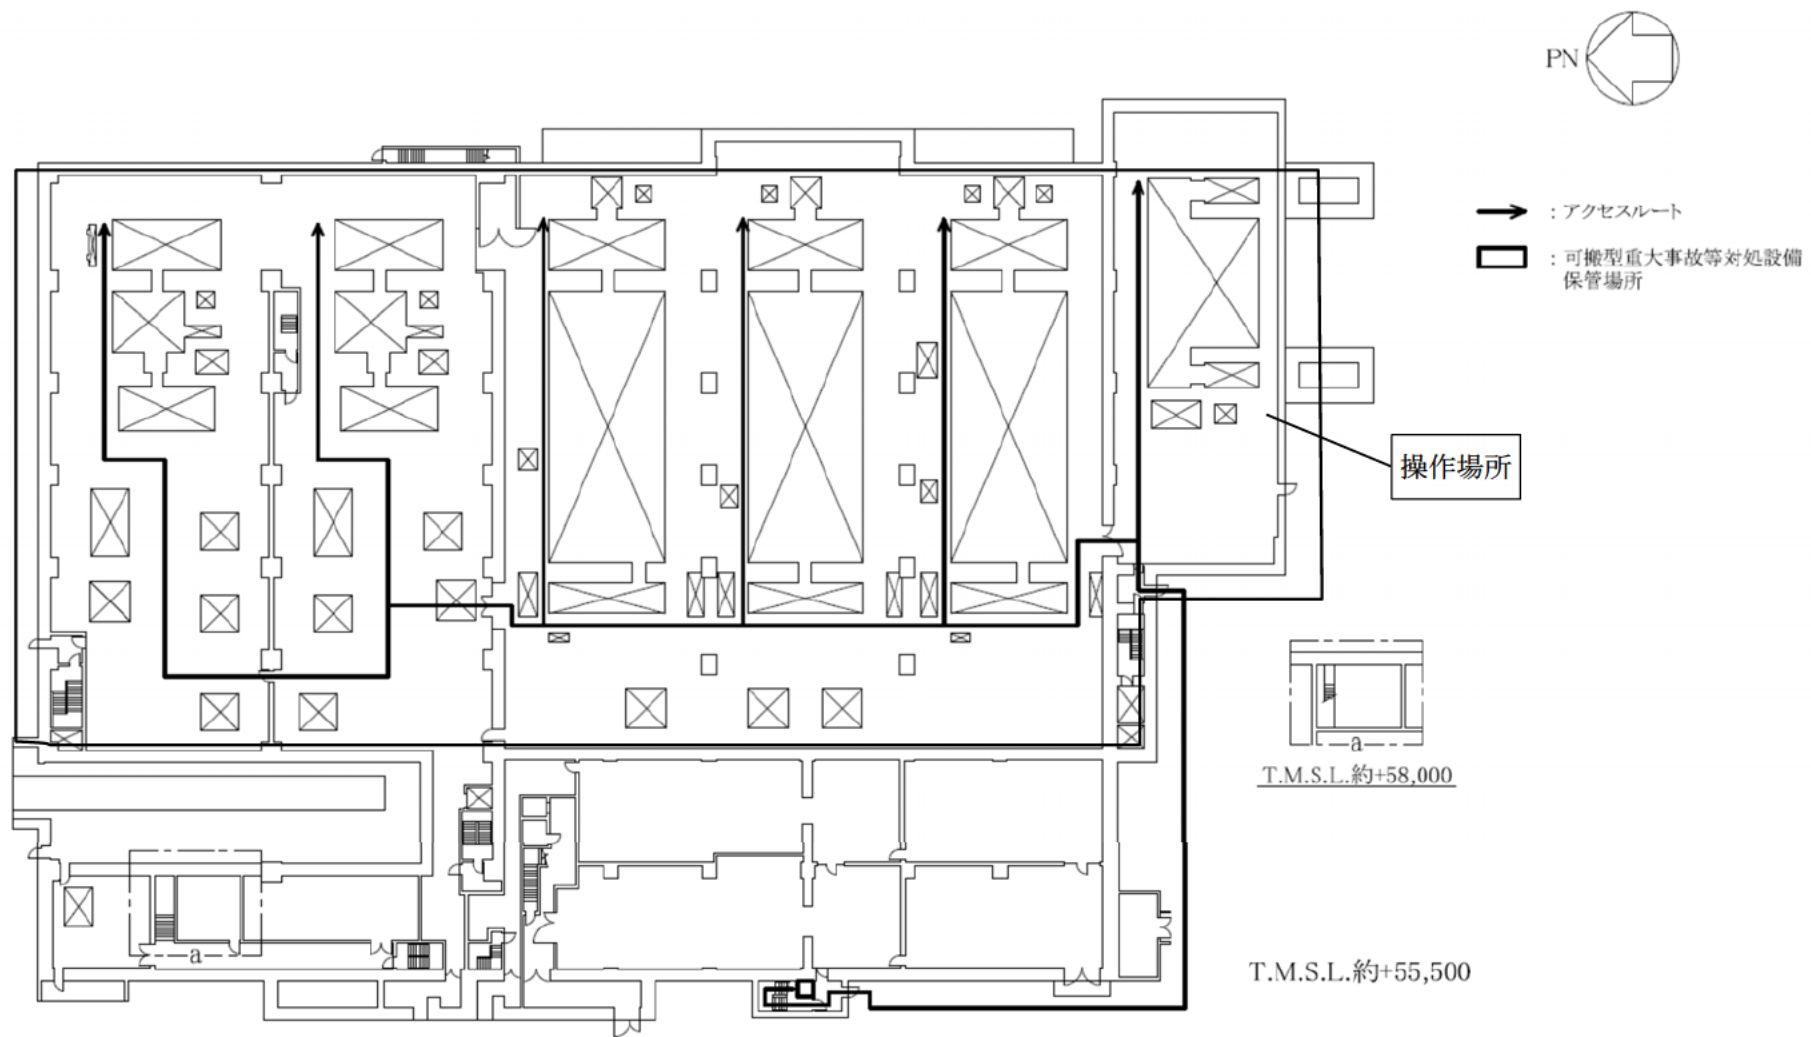 PN
：アクセスルート
：可搬型重大事故等対処設備
保管場所
操作場所
a
T.M.S.L.約+58,000
a
T.M.S.L.約+55,500